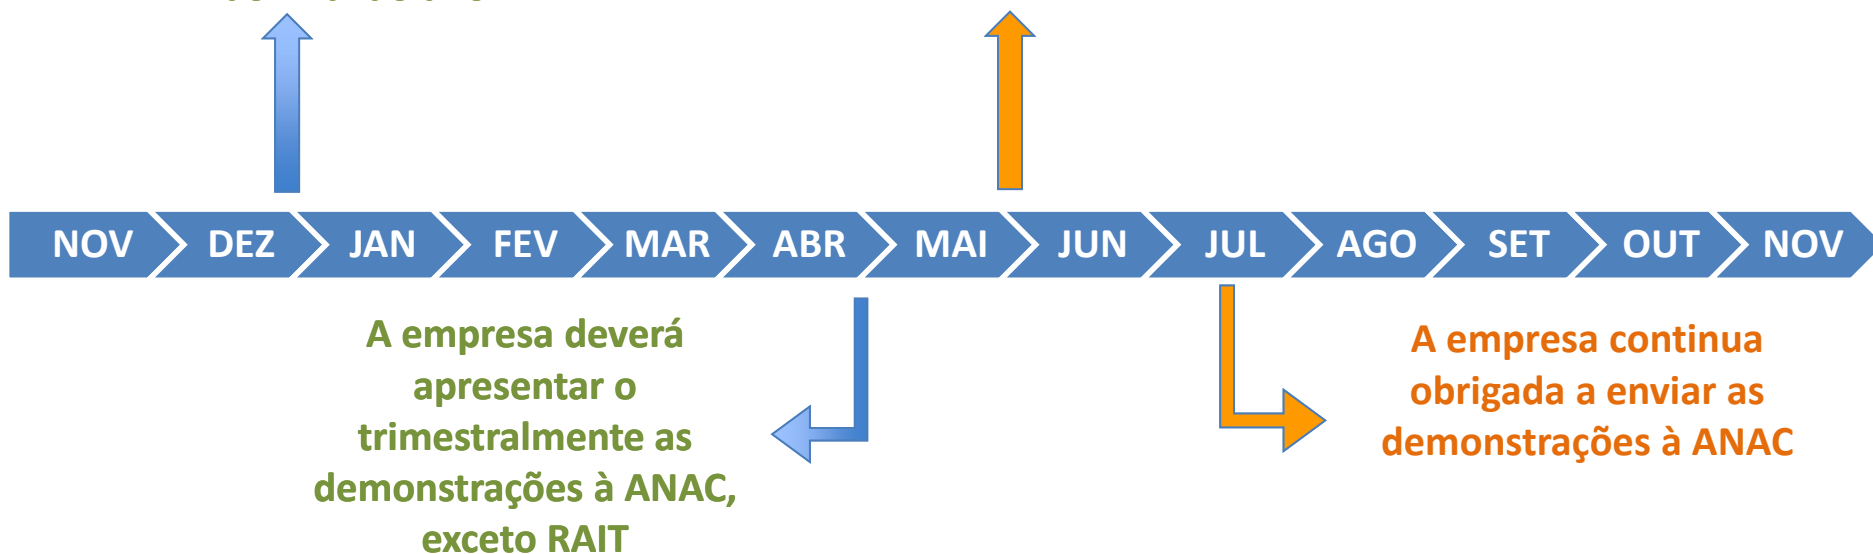 NOV DEZ JAN FEV MAR ABR MAI JUN JUL AGO SET OUT NOV
A empresa deverá
apresentar o
trimestralmente as
demonstrações à ANAC,
exceto RAIT
A empresa continua
obrigada a enviar as
demonstrações à ANAC